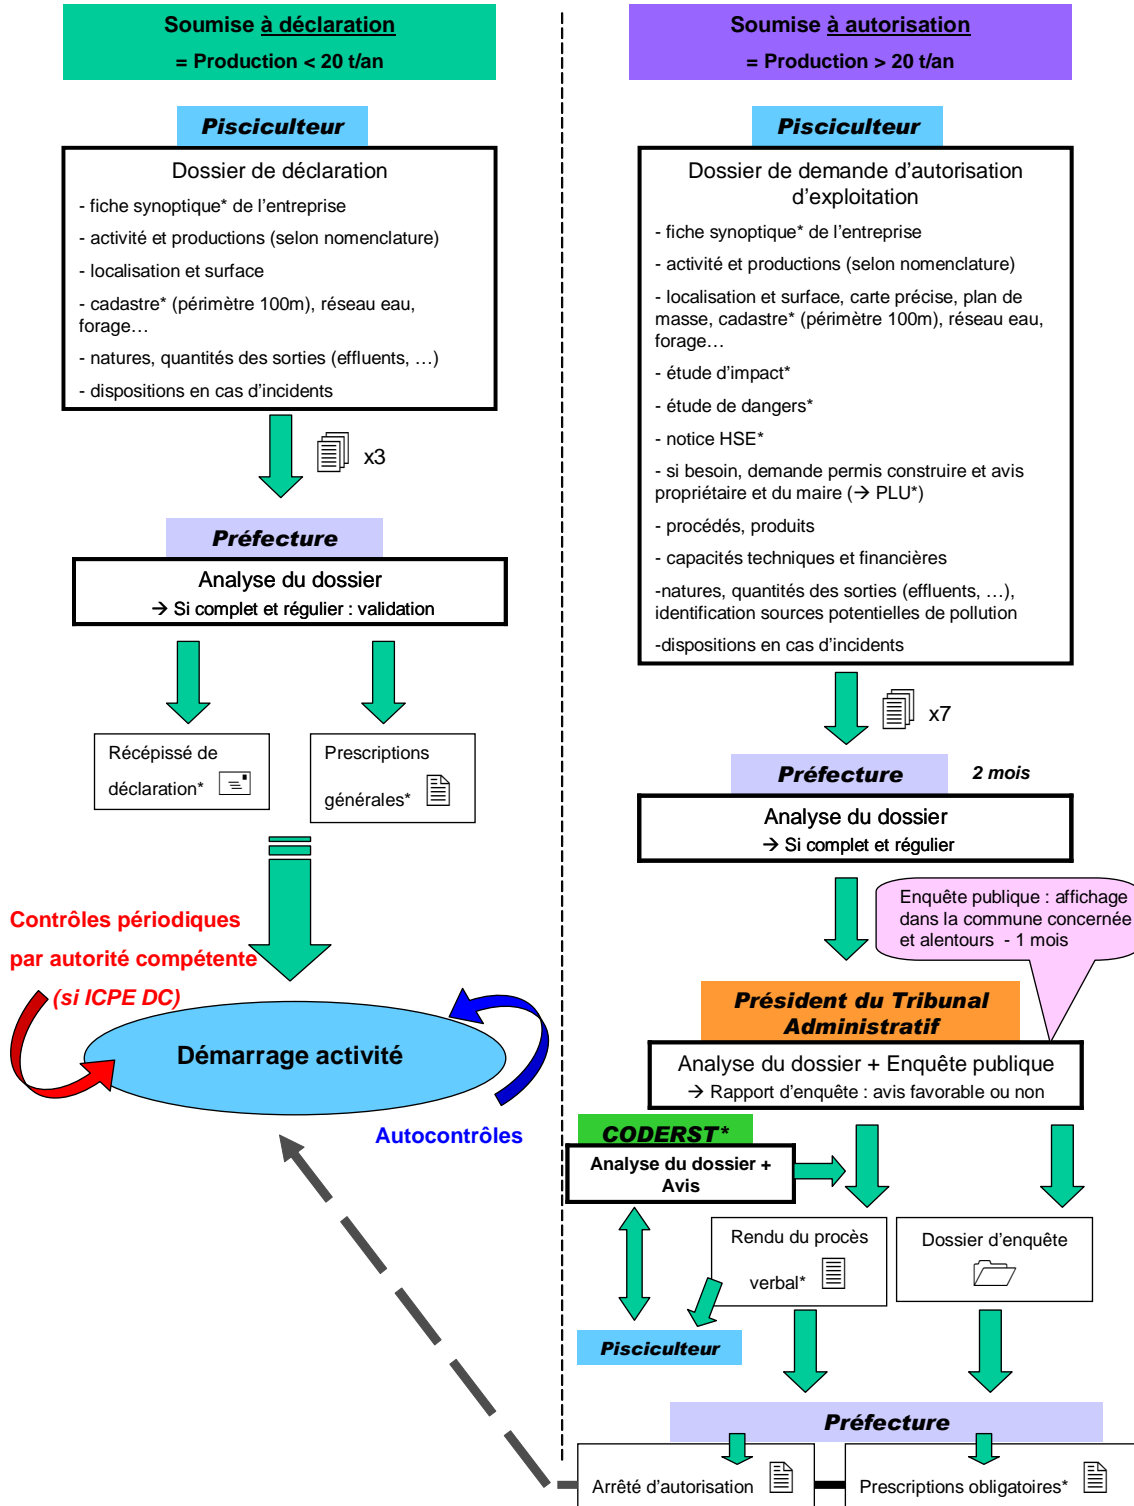 Soumise à déclaration
= Production < 20 t/an
Pisciculteur
Dossier de déclaration
- fiche synoptique* de l'entreprise
- activité et productions (selon nomenclature)
- localisation et surface
- cadastre* (périmètre 100m), réseau eau,
forage…
- natures, quantités des sorties (effluents, …)
- dispositions en cas d'incidents
x3
Préfecture
Analyse du dossier
→ Si complet et régulier : validation
Récépissé de
déclaration*
Prescriptions
générales*
Contrôles périodiques
par autorité compétente
(si ICPE DC)
Démarrage activité
Autocontrôles
Soumise à autorisation
= Production > 20 t/an
Pisciculteur
Dossier de demande d'autorisation
d'exploitation
- fiche synoptique* de l'entreprise
- activité et productions (selon nomenclature)
- localisation et surface, carte précise, plan de
masse, cadastre* (périmètre 100m), réseau eau,
forage…
- étude d'impact*
- étude de dangers*
- notice HSE*
- si besoin, demande permis construire et avis
propriétaire et du maire (→ PLU*)
- procédés, produits
- capacités techniques et financières
-natures, quantités des sorties (effluents, …),
identification sources potentielles de pollution
-dispositions en cas d'incidents
x7
Préfecture
2 mois
Analyse du dossier
→ Si complet et régulier
Enquête publique : affichage
dans la commune concernée
et alentours - 1 mois
Président du Tribunal
Administratif
Analyse du dossier + Enquête publique
→ Rapport d'enquête : avis favorable ou non
CODERST*
Analyse du dossier +
Avis
Rendu du procès
verbal*
Dossier d'enquête
Pisciculteur
Préfecture
Arrêté d'autorisation
Prescriptions obligatoires*